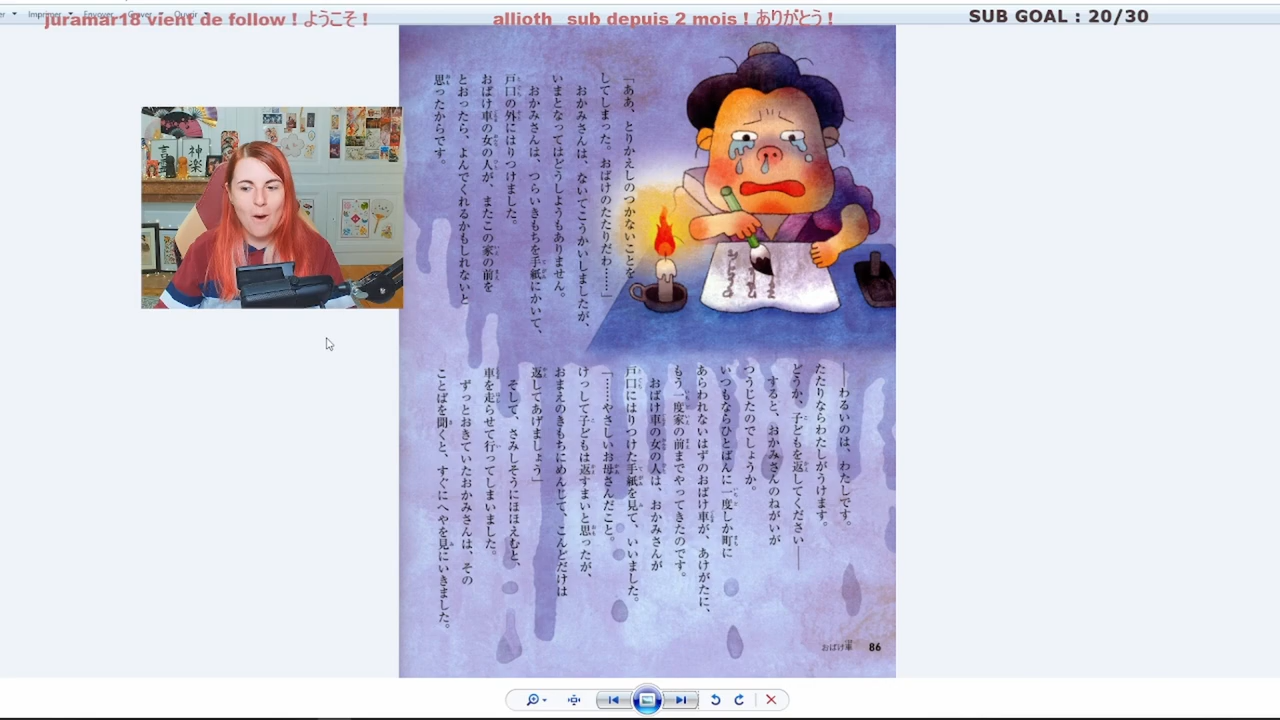 Imprimer
juramar18 vient de follow ! ようこそ !
allioth sub depuis 2 mois ! ありがとう !
SUB GOAL : 20/30
「ああ、とりかえしのつかないことを
してしまった。おばけのたたりだわ……」
おかみさんは、ないてこうかいしましたが、
いまとなってはどうしようもありません。
おかみさんは、つらいきもちを手紙にかいて、
戸口の外にはりつけました。
おばけ車の女の人が、またこの家の前を
とおったら、よんでくれるかもしれないと
思ったからです。
――わるいのは、わたしです。
たたりならわたしがうけます。
どうか、子どもを返してください――
すると、おかみさんのねがいが
つうじたのでしょうか。
いつもならひとばんに一度しか町に
あらわれないはずのおばけ車が、あけがたに、
もう一度家の前までやってきたのです。
おばけ車の女の人は、おかみさんが
戸口にはりつけた手紙を見て、いいました。
「……やさしいお母さんだこと。
けっして子どもは返すまいと思ったが、
おまえのきもちにめんじて、こんどだけは
返してあげましょう」
そして、さみしそうにほほえむと、
車を走らせて行ってしまいました。
ずっとおきていたおかみさんは、その
ことばを聞くと、すぐにへやを見にいきました。
おばけ車 86
音
神楽